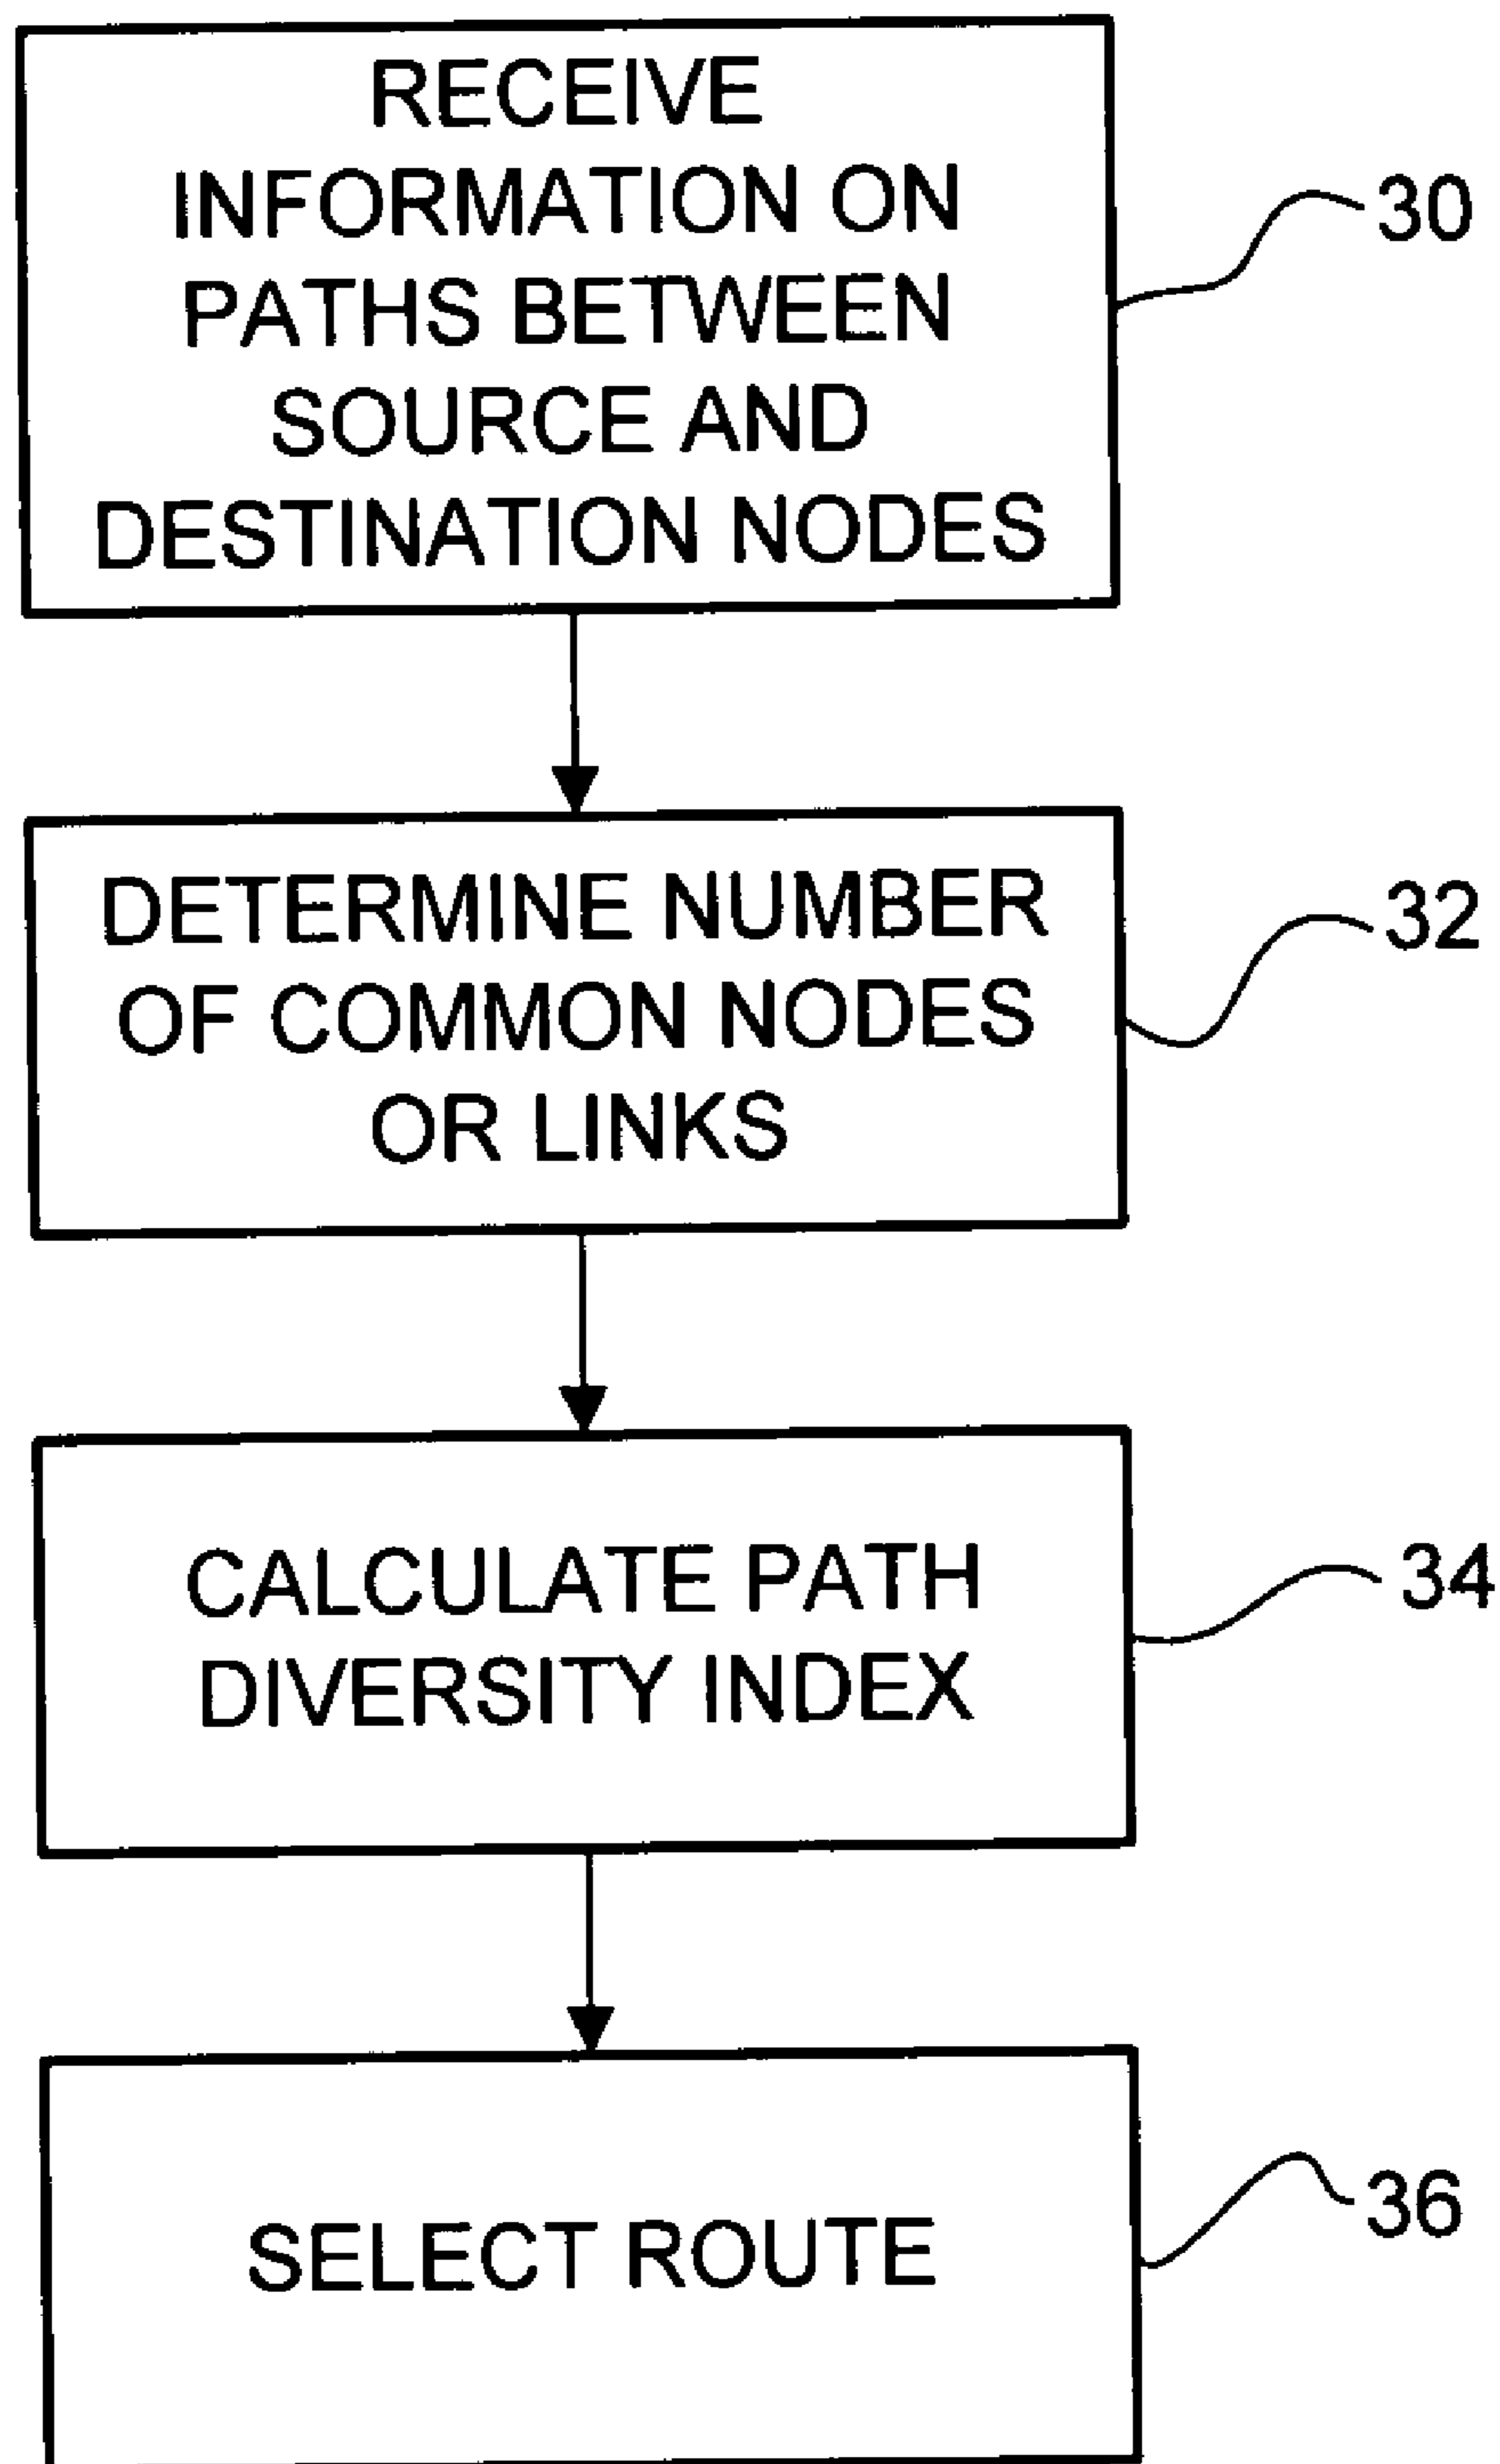 RECEIVE
INFORMATION ON
PATHS BETWEEN
SOURCE AND
DESTINATION NODES
30
DETERMINE NUMBER
OF COMMON NODES
OR LINKS
32
CALCULATE PATH
DIVERSITY INDEX
34
SELECT ROUTE
36